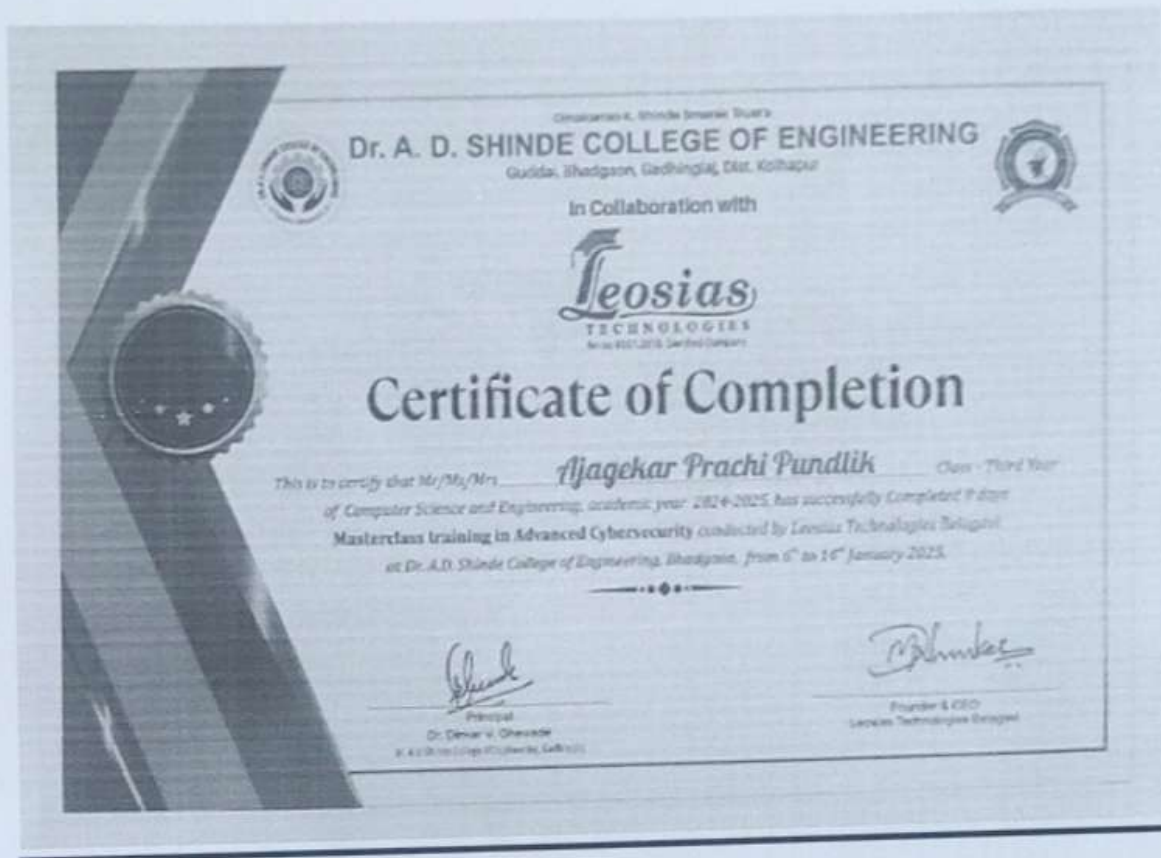 Dr. A. D. SHINDE COLLEGE OF ENGINEERING
Bhadgaon, Gadhinglaj, Dist. Kolhapur
In Collaboration with
Leosias
TECHNOLOGIES
Certificate of Completion
This is to certify that Mr/Ms/Mrs Ajagekar Prachi Pundlik Class - Third Year
of Computer Science and Engineering, academic year 2024-2025, has successfully Completed 9 days
Masterclass training in Advanced Cybersecurity conducted by Leosias Technologies Belagavi
at Dr. A.D. Shinde College of Engineering, Bhadgaon, from 6th to 16th January 2025.
Principal
Founder & CEO
Leosias Technologies Belagavi